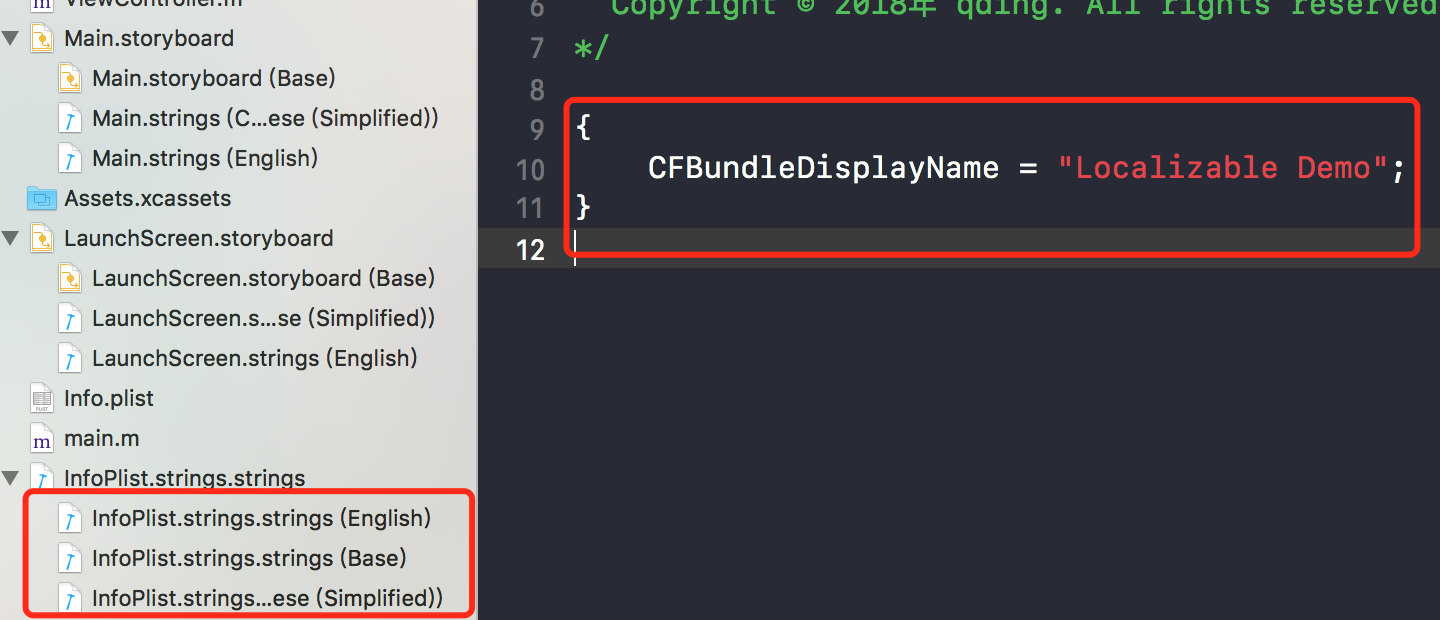 ViewController.m
Main.storyboard
Main.storyboard (Base)
Main.strings (C...ese (Simplified))
Main.strings (English)
Assets.xcassets
LaunchScreen.storyboard
LaunchScreen.storyboard (Base)
LaunchScreen.s...se (Simplified))
LaunchScreen.strings (English)
Info.plist
main.m
InfoPlist.strings.strings
InfoPlist.strings.strings (English)
InfoPlist.strings.strings (Base)
InfoPlist.strings...ese (Simplified))
6 Copyright © 2018年 qding. All rights reserved
7 */
8
9 {
10 CFBundleDisplayName = "Localizable Demo";
11 }
12